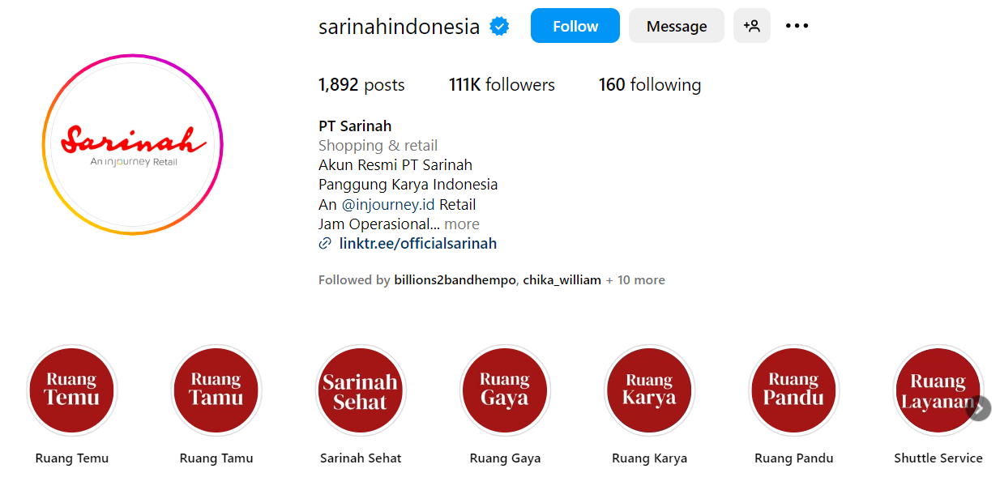 sarinahindonesia Follow Message
1,892 posts 111K followers 160 following
Sarinah
An injourney Retail
PT Sarinah
Shopping & retail
Akun Resmi PT Sarinah
Panggung Karya Indonesia
An @injourney.id Retail
Jam Operasional... more
linktr.ee/officialsarinah
Followed by billions2bandhempo, chika_william + 10 more
Ruang
Temu
Ruang
Tamu
Sarinah
Sehat
Ruang
Gaya
Ruang
Karya
Ruang
Pandu
Ruang
Layanan
Ruang Temu
Ruang Tamu
Sarinah Sehat
Ruang Gaya
Ruang Karya
Ruang Pandu
Shuttle Service